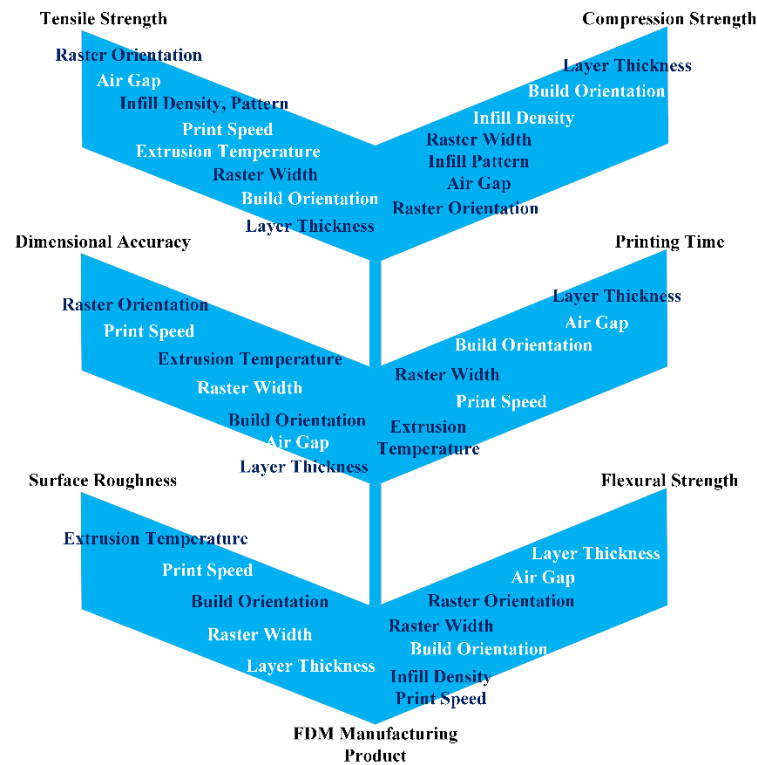 Tensile Strength
Raster Orientation
Air Gap
Infill Density, Pattern
Print Speed
Extrusion Temperature
Raster Width
Build Orientation
Layer Thickness
Compression Strength
Layer Thickness
Build Orientation
Infill Density
Raster Width
Infill Pattern
Air Gap
Raster Orientation
Dimensional Accuracy
Raster Orientation
Print Speed
Extrusion Temperature
Raster Width
Build Orientation
Air Gap
Layer Thickness
Printing Time
Layer Thickness
Air Gap
Build Orientation
Raster Width
Print Speed
Extrusion
Temperature
Surface Roughness
Extrusion Temperature
Print Speed
Build Orientation
Raster Width
Layer Thickness
Flexural Strength
Layer Thickness
Air Gap
Raster Orientation
Raster Width
Build Orientation
Infill Density
Print Speed
FDM Manufacturing
Product